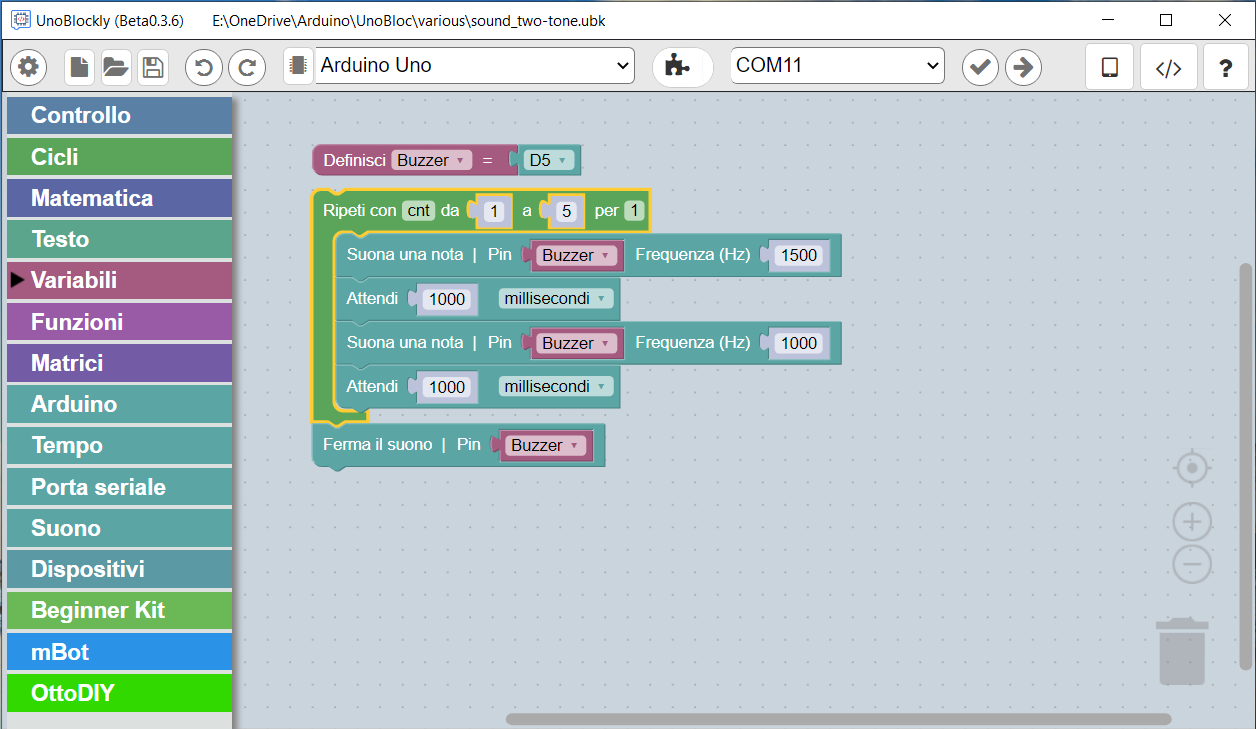 UnoBlockly (Beta0.3.6) E:\OneDrive\Arduino\UnoBloc\various\sound_two-tone.ubk
Arduino Uno COM11 </> ?
Controllo
Cicli
Matematica
Testo
Variabili
Funzioni
Matrici
Arduino
Tempo
Porta seriale
Suono
Dispositivi
Beginner Kit
mBot
OttoDIY
Definisci Buzzer = D5
Ripeti con cnt da 1 a 5 per 1
Suona una nota | Pin Buzzer Frequenza (Hz) 1500
Attendi 1000 millisecondi
Suona una nota | Pin Buzzer Frequenza (Hz) 1000
Attendi 1000 millisecondi
Ferma il suono | Pin Buzzer